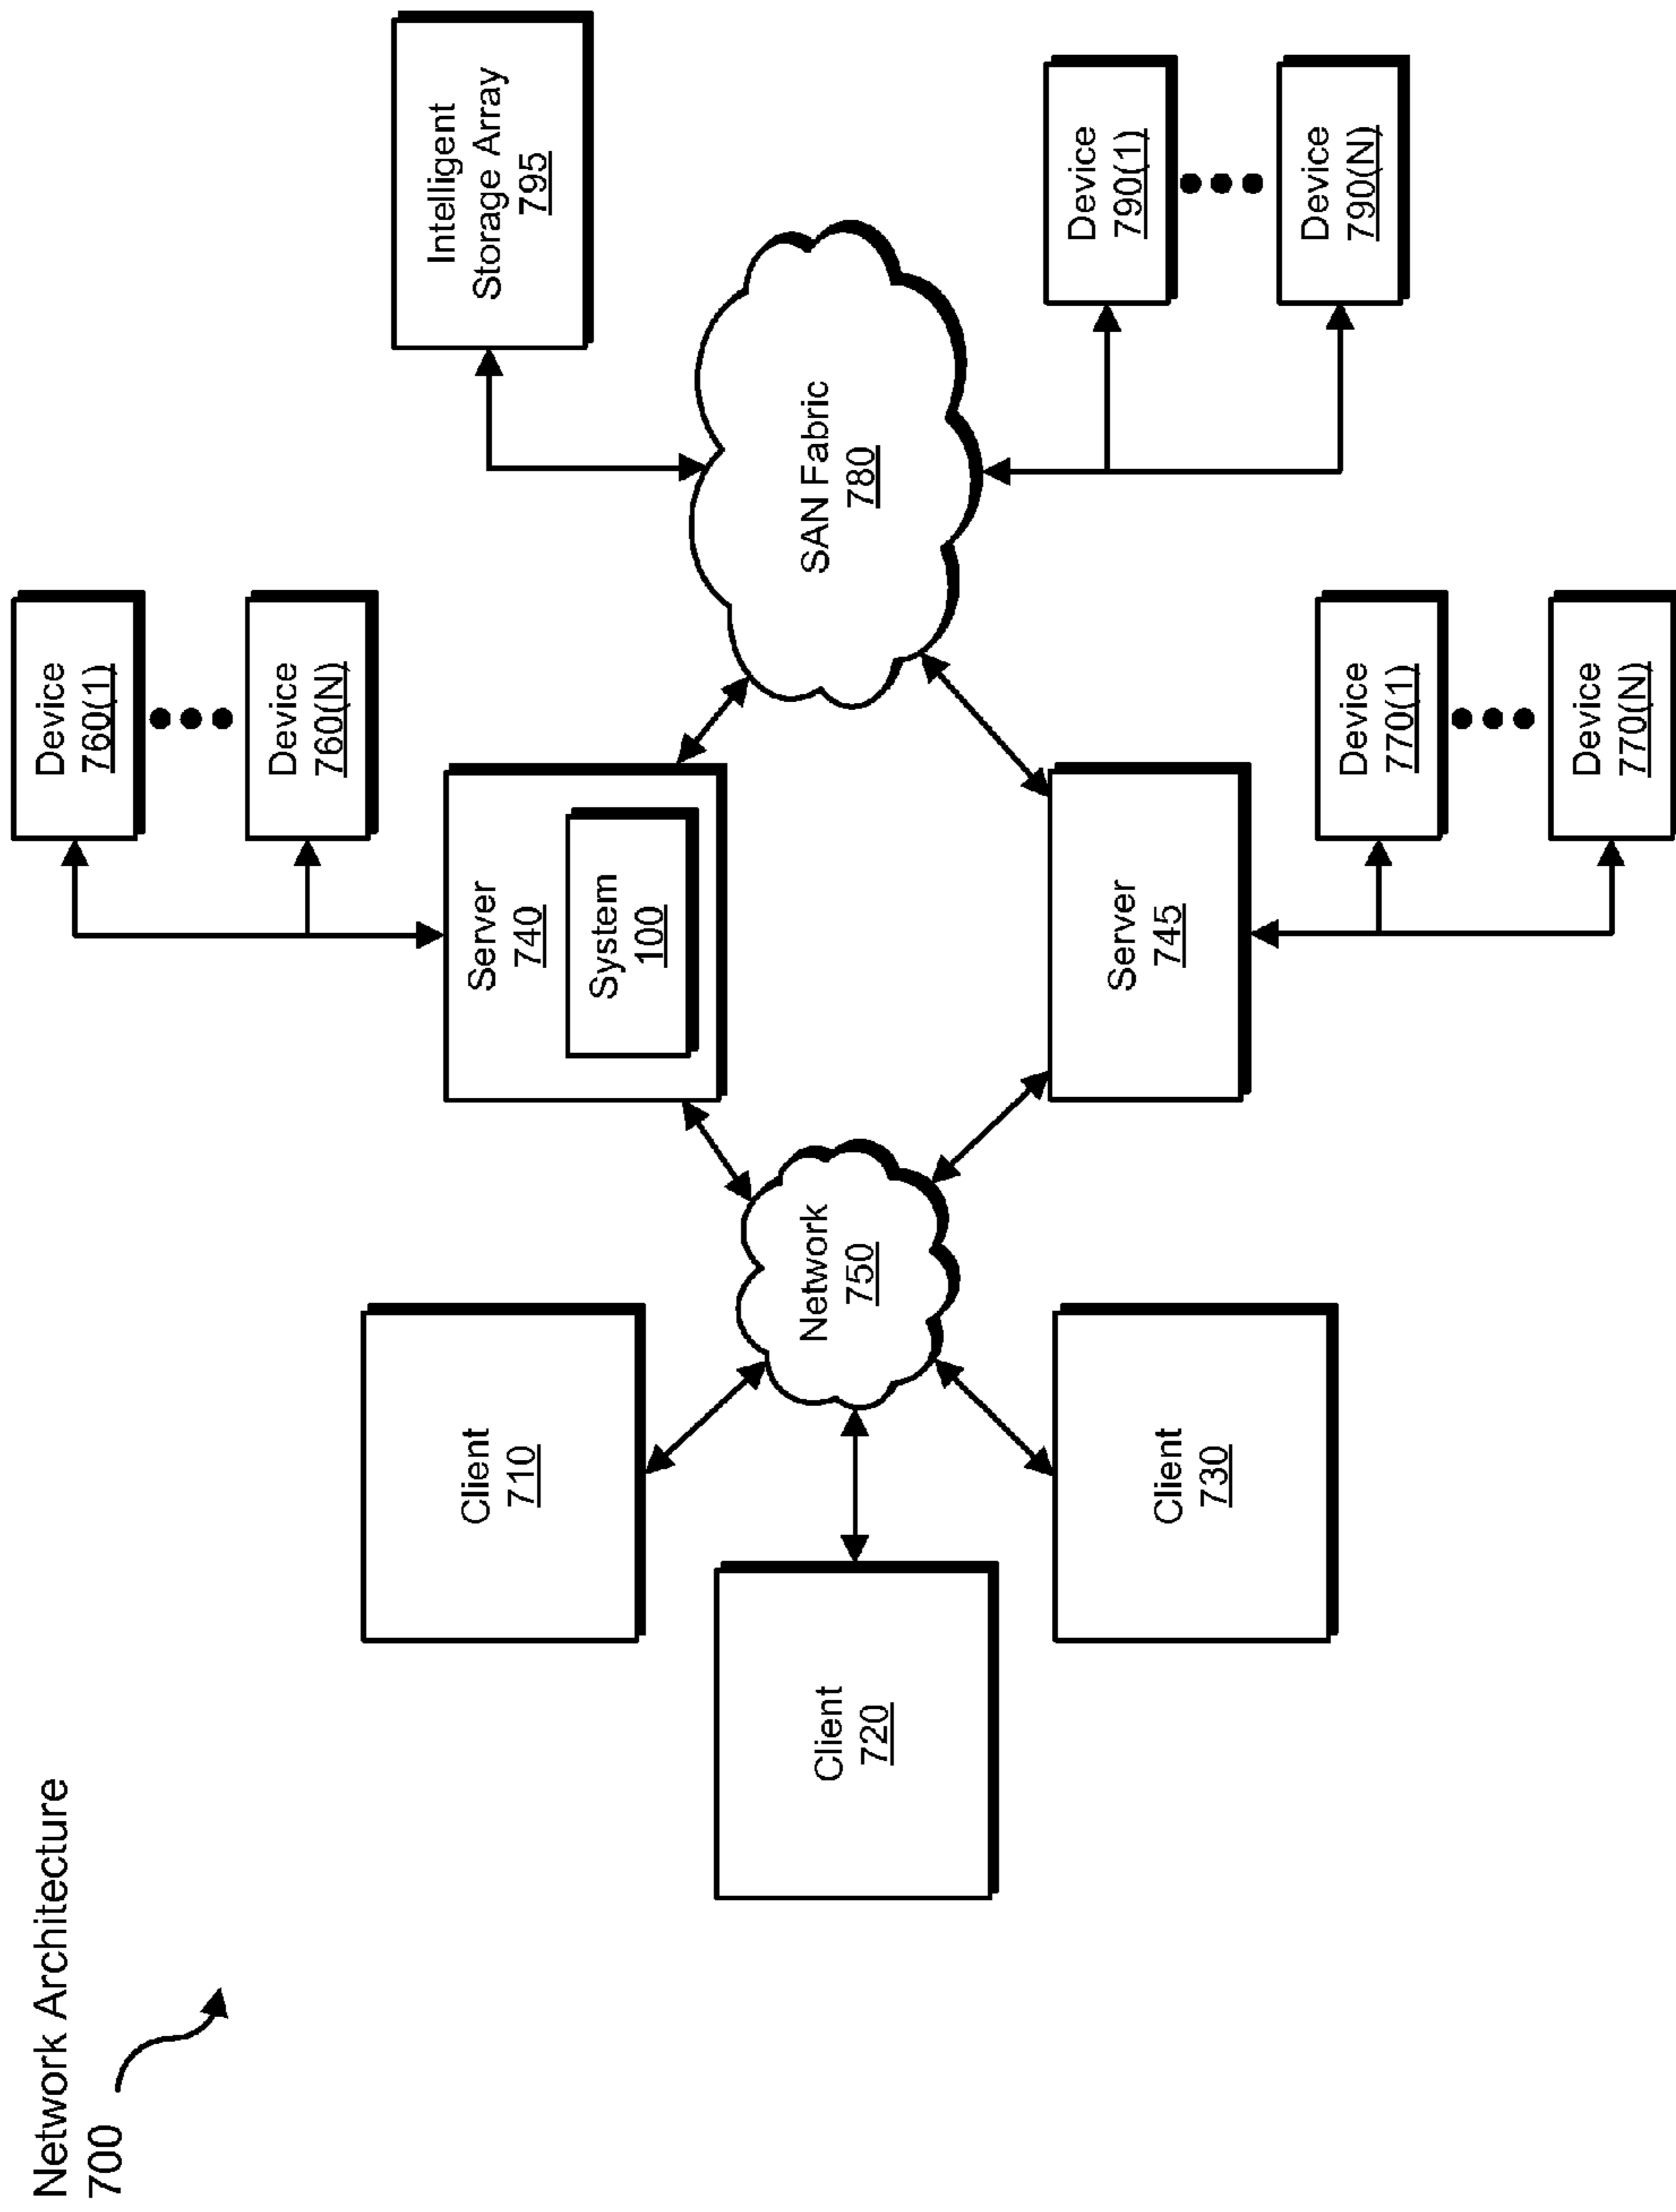 Network Architecture
700
Device
760(1)
Device
760(N)
Intelligent
Storage Array
795
Client
710
Server
740
System
100
Client
720
Network
750
SAN Fabric
780
Client
730
Server
745
Device
790(1)
Device
790(N)
Device
770(1)
Device
770(N)